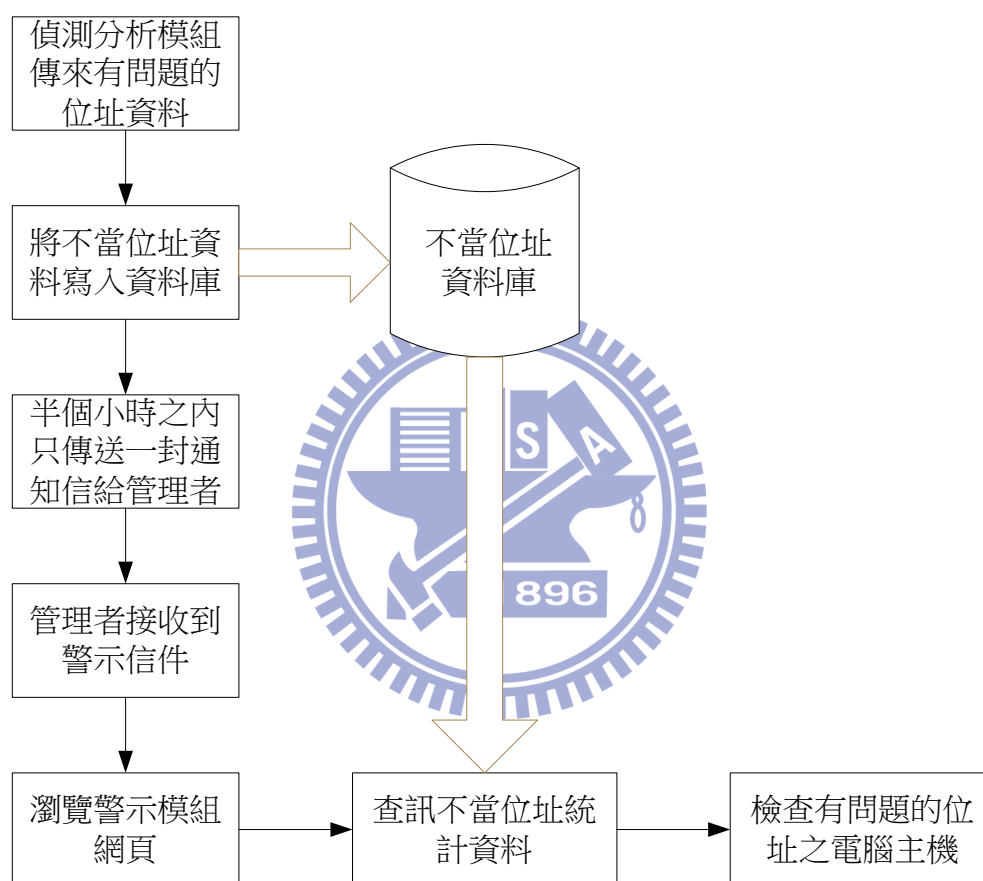 偵測分析模組
傳來有問題的
位址資料
將不當位址資
料寫入資料庫
不當位址
資料庫
半個小時之內
只傳送一封通
知信給管理者
S
A
管理者接收到
警示信件
896
瀏覽警示模組
網頁
查訊不當位址統
計資料
檢查有問題的位
址之電腦主機